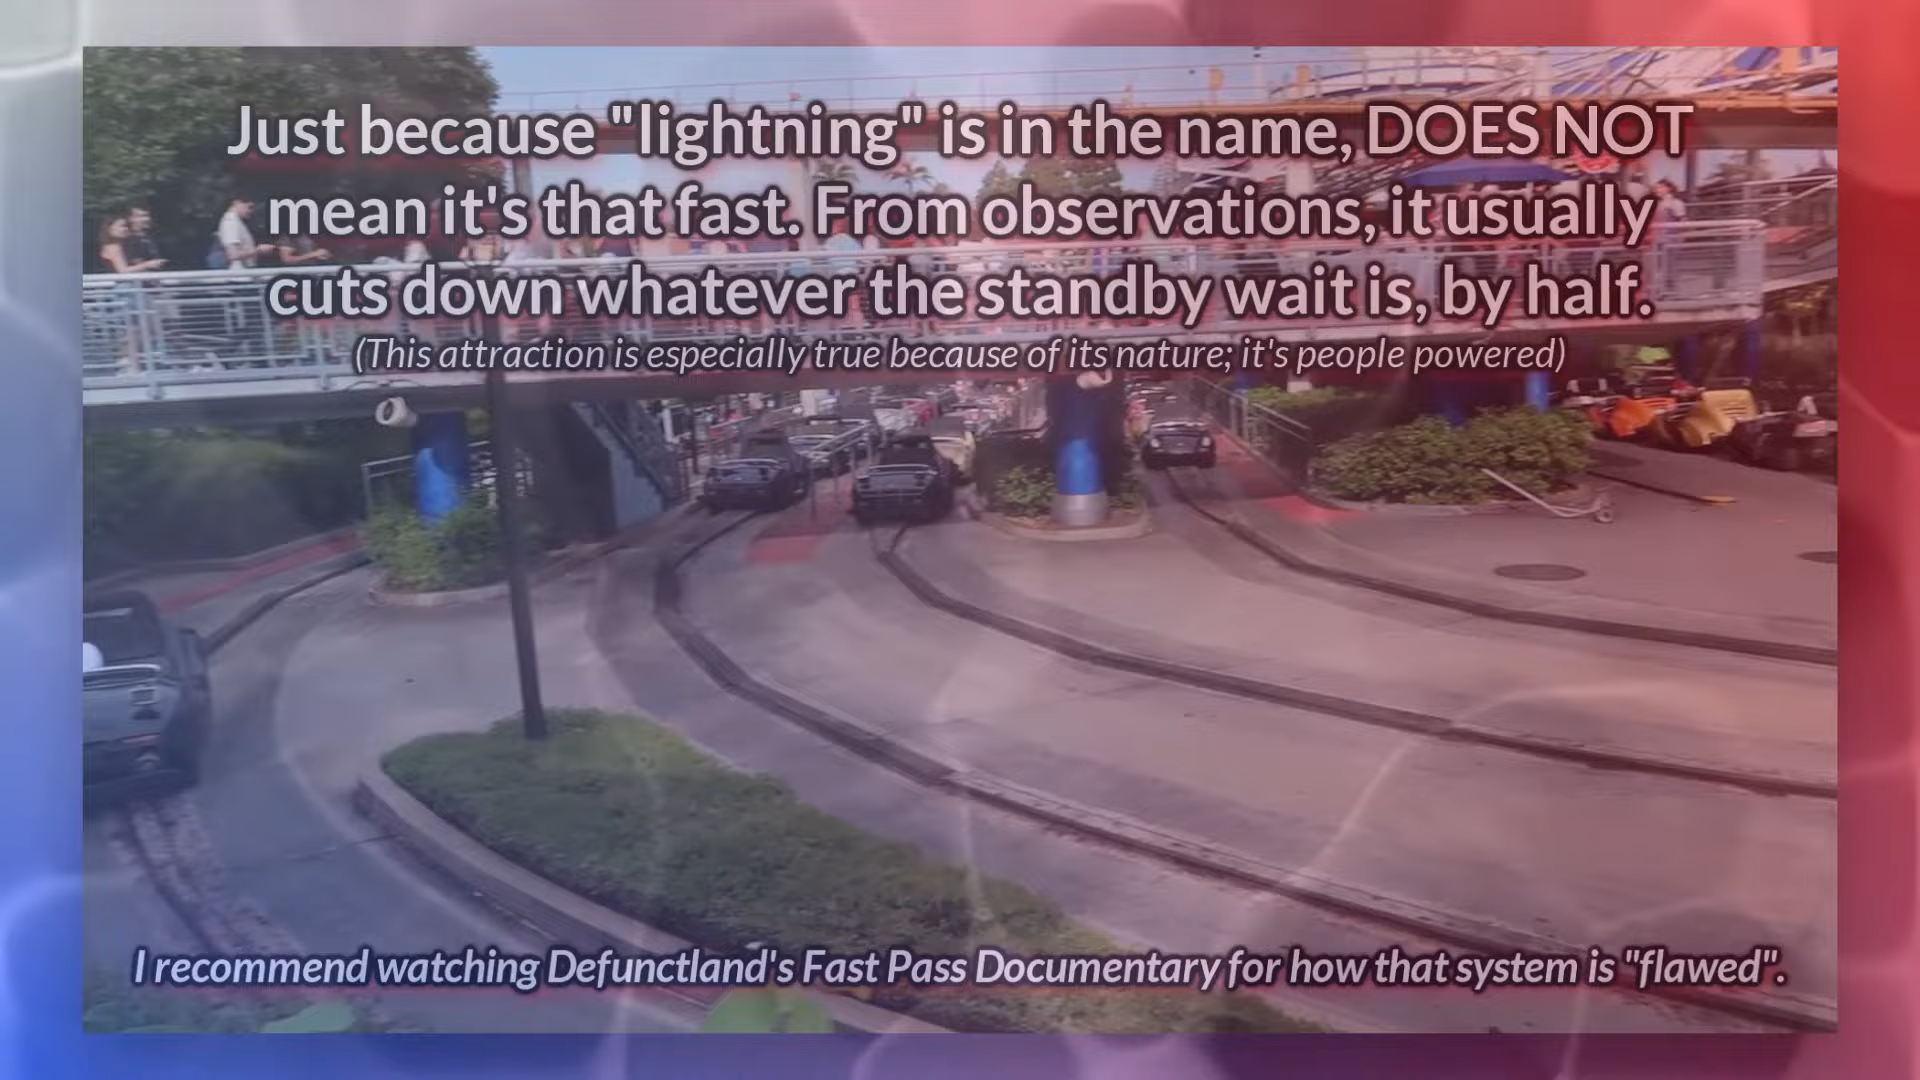 Just because "lightning" is in the name, DOES NOT
mean it's that fast. From observations, it usually
cuts down whatever the standby wait is, by half.
(This attraction is especially true because of its nature; it's people powered)
I recommend watching Defunctland's Fast Pass Documentary for how that system is "flawed".